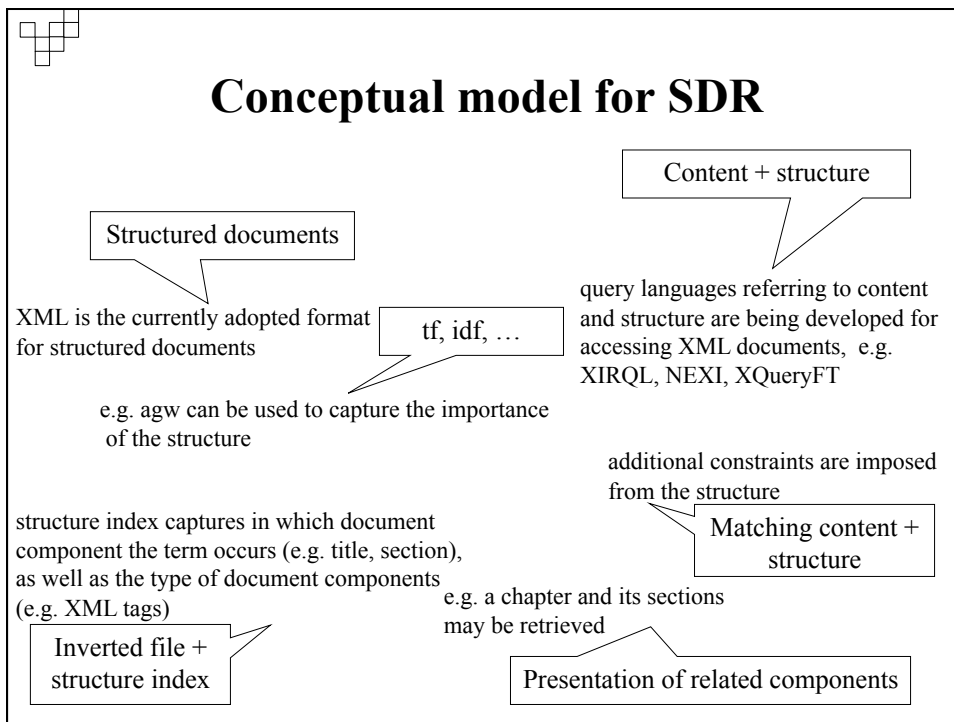 Conceptual model for SDR
Content + structure
Structured documents
query languages referring to content
and structure are being developed for
accessing XML documents, e.g.
XIRQL, NEXI, XQueryFT
XML is the currently adopted format
for structured documents
tf, idf, …
e.g. agw can be used to capture the importance
of the structure
additional constraints are imposed
from the structure
Matching content +
structure
structure index captures in which document
component the term occurs (e.g. title, section),
as well as the type of document components
(e.g. XML tags)
Inverted file +
structure index
e.g. a chapter and its sections
may be retrieved
Presentation of related components